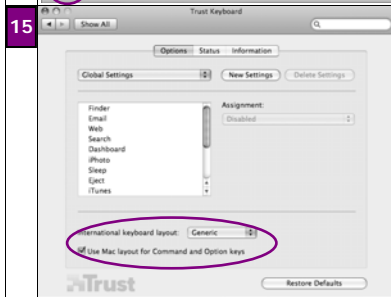 15
Trust Keyboard
Show All
Options Status Information
Global Settings New Settings Delete Settings
Finder
Email
Web
Search
Dashboard
iPhoto
Sleep
Eject
iTunes
Assignment:
Disabled
International keyboard layout: Generic
Use Mac layout for Command and Option keys
Trust
Restore Defaults